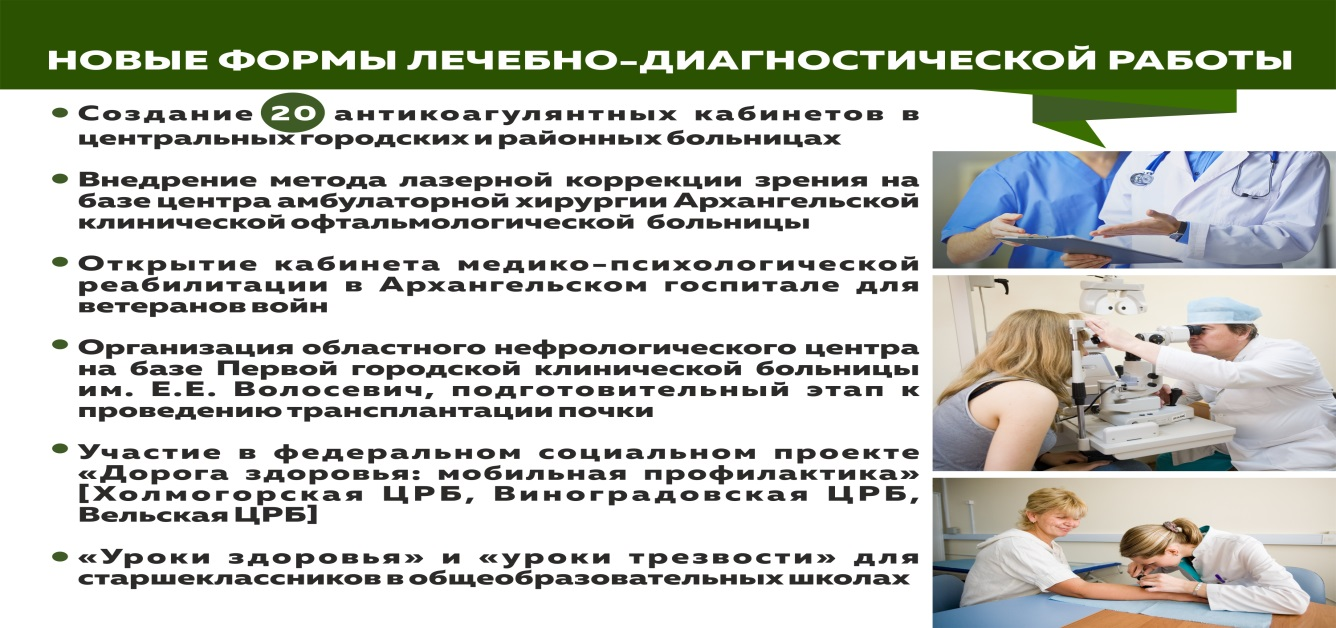 НОВЫЕ ФОРМЫ ЛЕЧЕБНО-ДИАГНОСТИЧЕСКОЙ РАБОТЫ
• Создание 20 антикоагулянтных кабинетов в
центральных городских и районных больницах
• Внедрение метода лазерной коррекции зрения на
базе центра амбулаторной хирургии Архангельской
клинической офтальмологической больницы
• Открытие кабинета медико-психологической
реабилитации в Архангельском госпитале для
ветеранов войн
• Организация областного нефрологического центра
на базе Первой городской клинической больницы
им. Е.Е. Волосевич, подготовительный этап к
проведению трансплантации почки
• Участие в федеральном социальном проекте
«Дорога здоровья: мобильная профилактика»
[Холмогорская ЦРБ, Виноградовская ЦРБ,
Вельская ЦРБ]
• «Уроки здоровья» и «уроки трезвости» для
старшеклассников в общеобразовательных школах